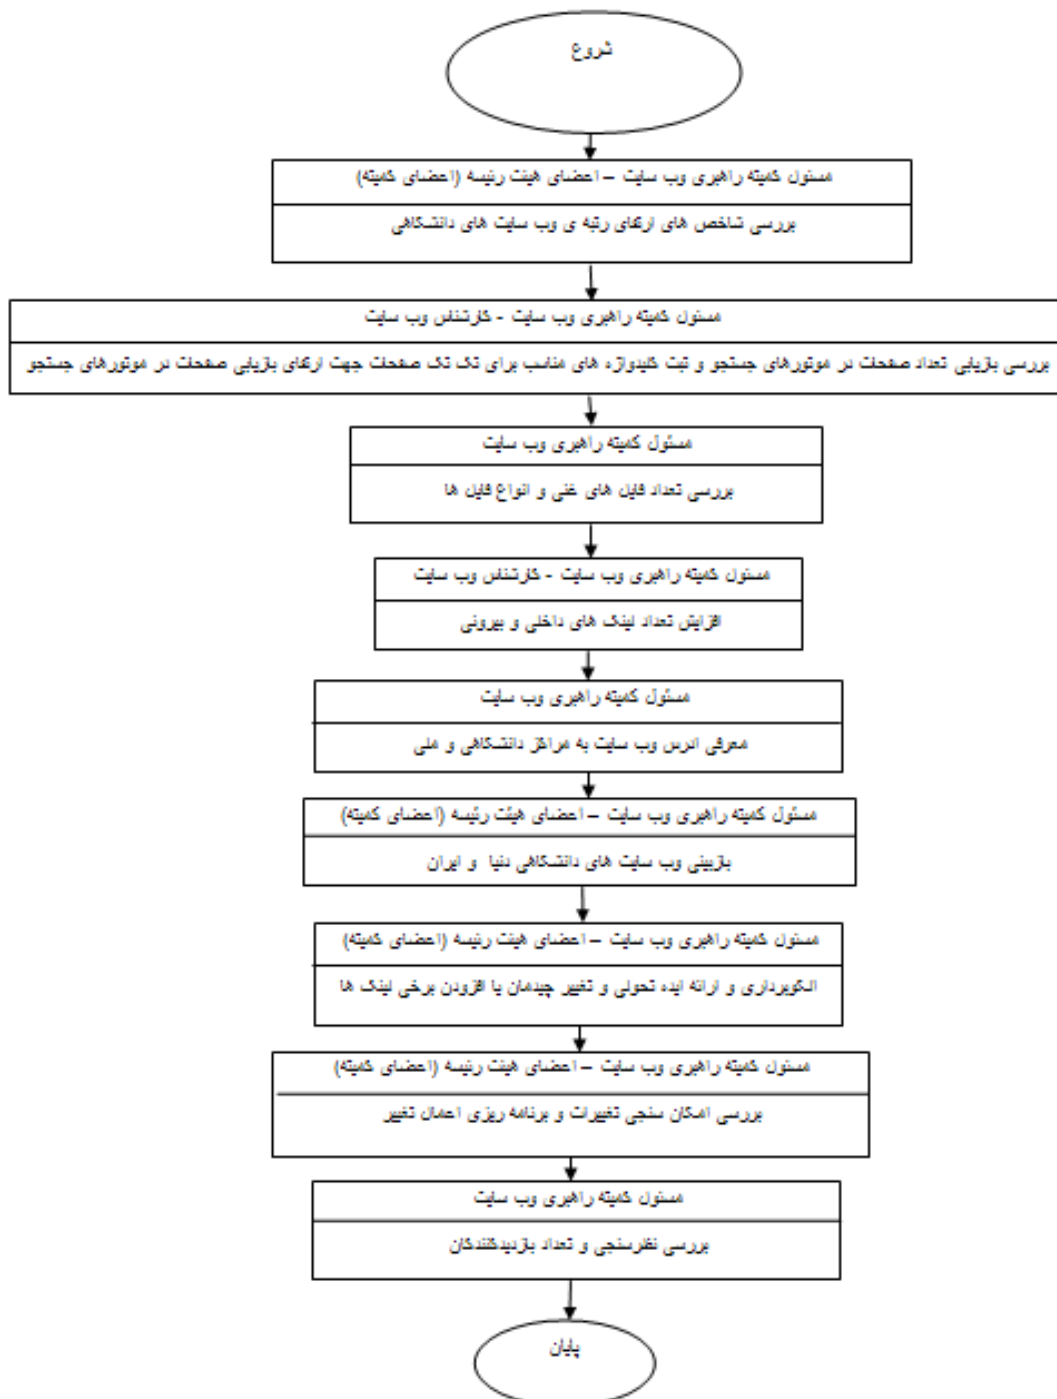 شروع
مسئول کمیته راهبری وب سایت – اعضای هیئت رئیسه (اعضای کمیته)
بررسی شاخص های ارتقای رتبه ی وب سایت های دانشگاهی
مسئول کمیته راهبری وب سایت - کارشناس وب سایت
بررسی بازیابی تعداد صفحات در موتورهای جستجو و ثبت کلیدواژه های مناسب برای تک تک صفحات جهت ارتقای بازیابی صفحات در موتورهای جستجو
مسئول کمیته راهبری وب سایت
بررسی تعداد فایل های غنی و انواع فایل ها
مسئول کمیته راهبری وب سایت - کارشناس وب سایت
افزایش تعداد لینک های داخلی و بیرونی
مسئول کمیته راهبری وب سایت
معرفی ادرس وب سایت به مراکز دانشگاهی و ملی
مسئول کمیته راهبری وب سایت – اعضای هیئت رئیسه (اعضای کمیته)
بازبینی وب سایت های دانشگاهی دنیا و ایران
مسئول کمیته راهبری وب سایت – اعضای هیئت رئیسه (اعضای کمیته)
الگوبرداری و ارائه ایده تحولی و تغییر چیدمان یا افزودن برخی لینک ها
مسئول کمیته راهبری وب سایت – اعضای هیئت رئیسه (اعضای کمیته)
بررسی امکان سنجی تغییرات و برنامه ریزی اعمال تغییر
مسئول کمیته راهبری وب سایت
بررسی نظرسنجی و تعداد بازدیدکنندگان
پایان